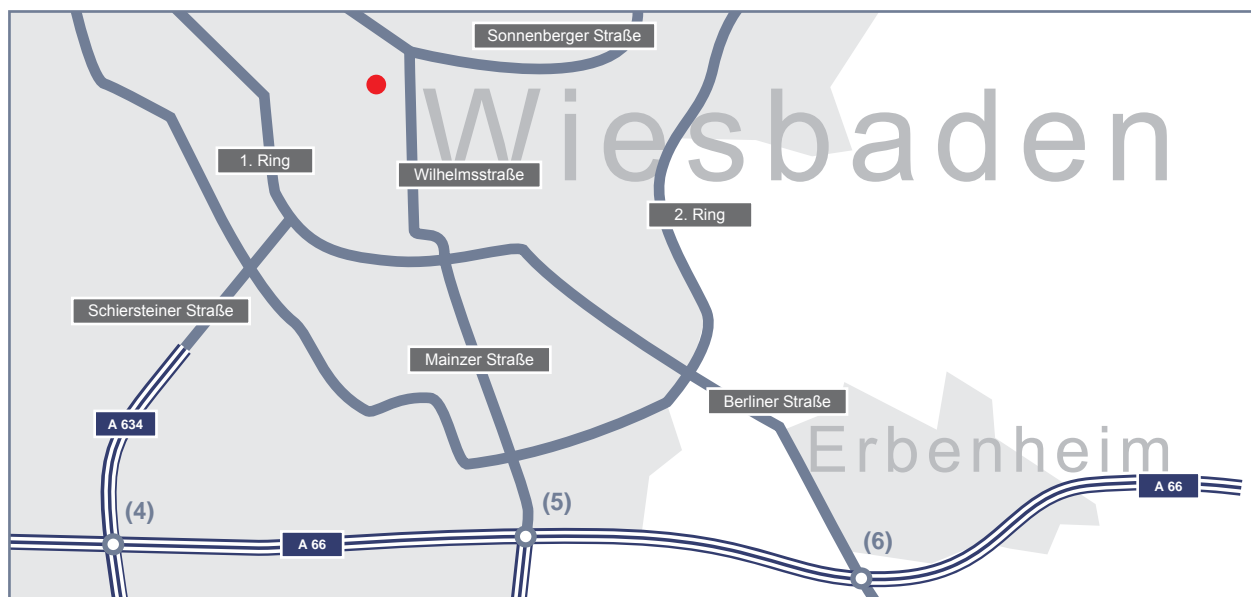 Sonnenberger Straße
Wiesbaden
1. Ring
Wilhelmsstraße
2. Ring
Schiersteiner Straße
Mainzer Straße
Berliner Straße
A 634
Erbenheim
A 66
(4)
(5)
A 66
(6)